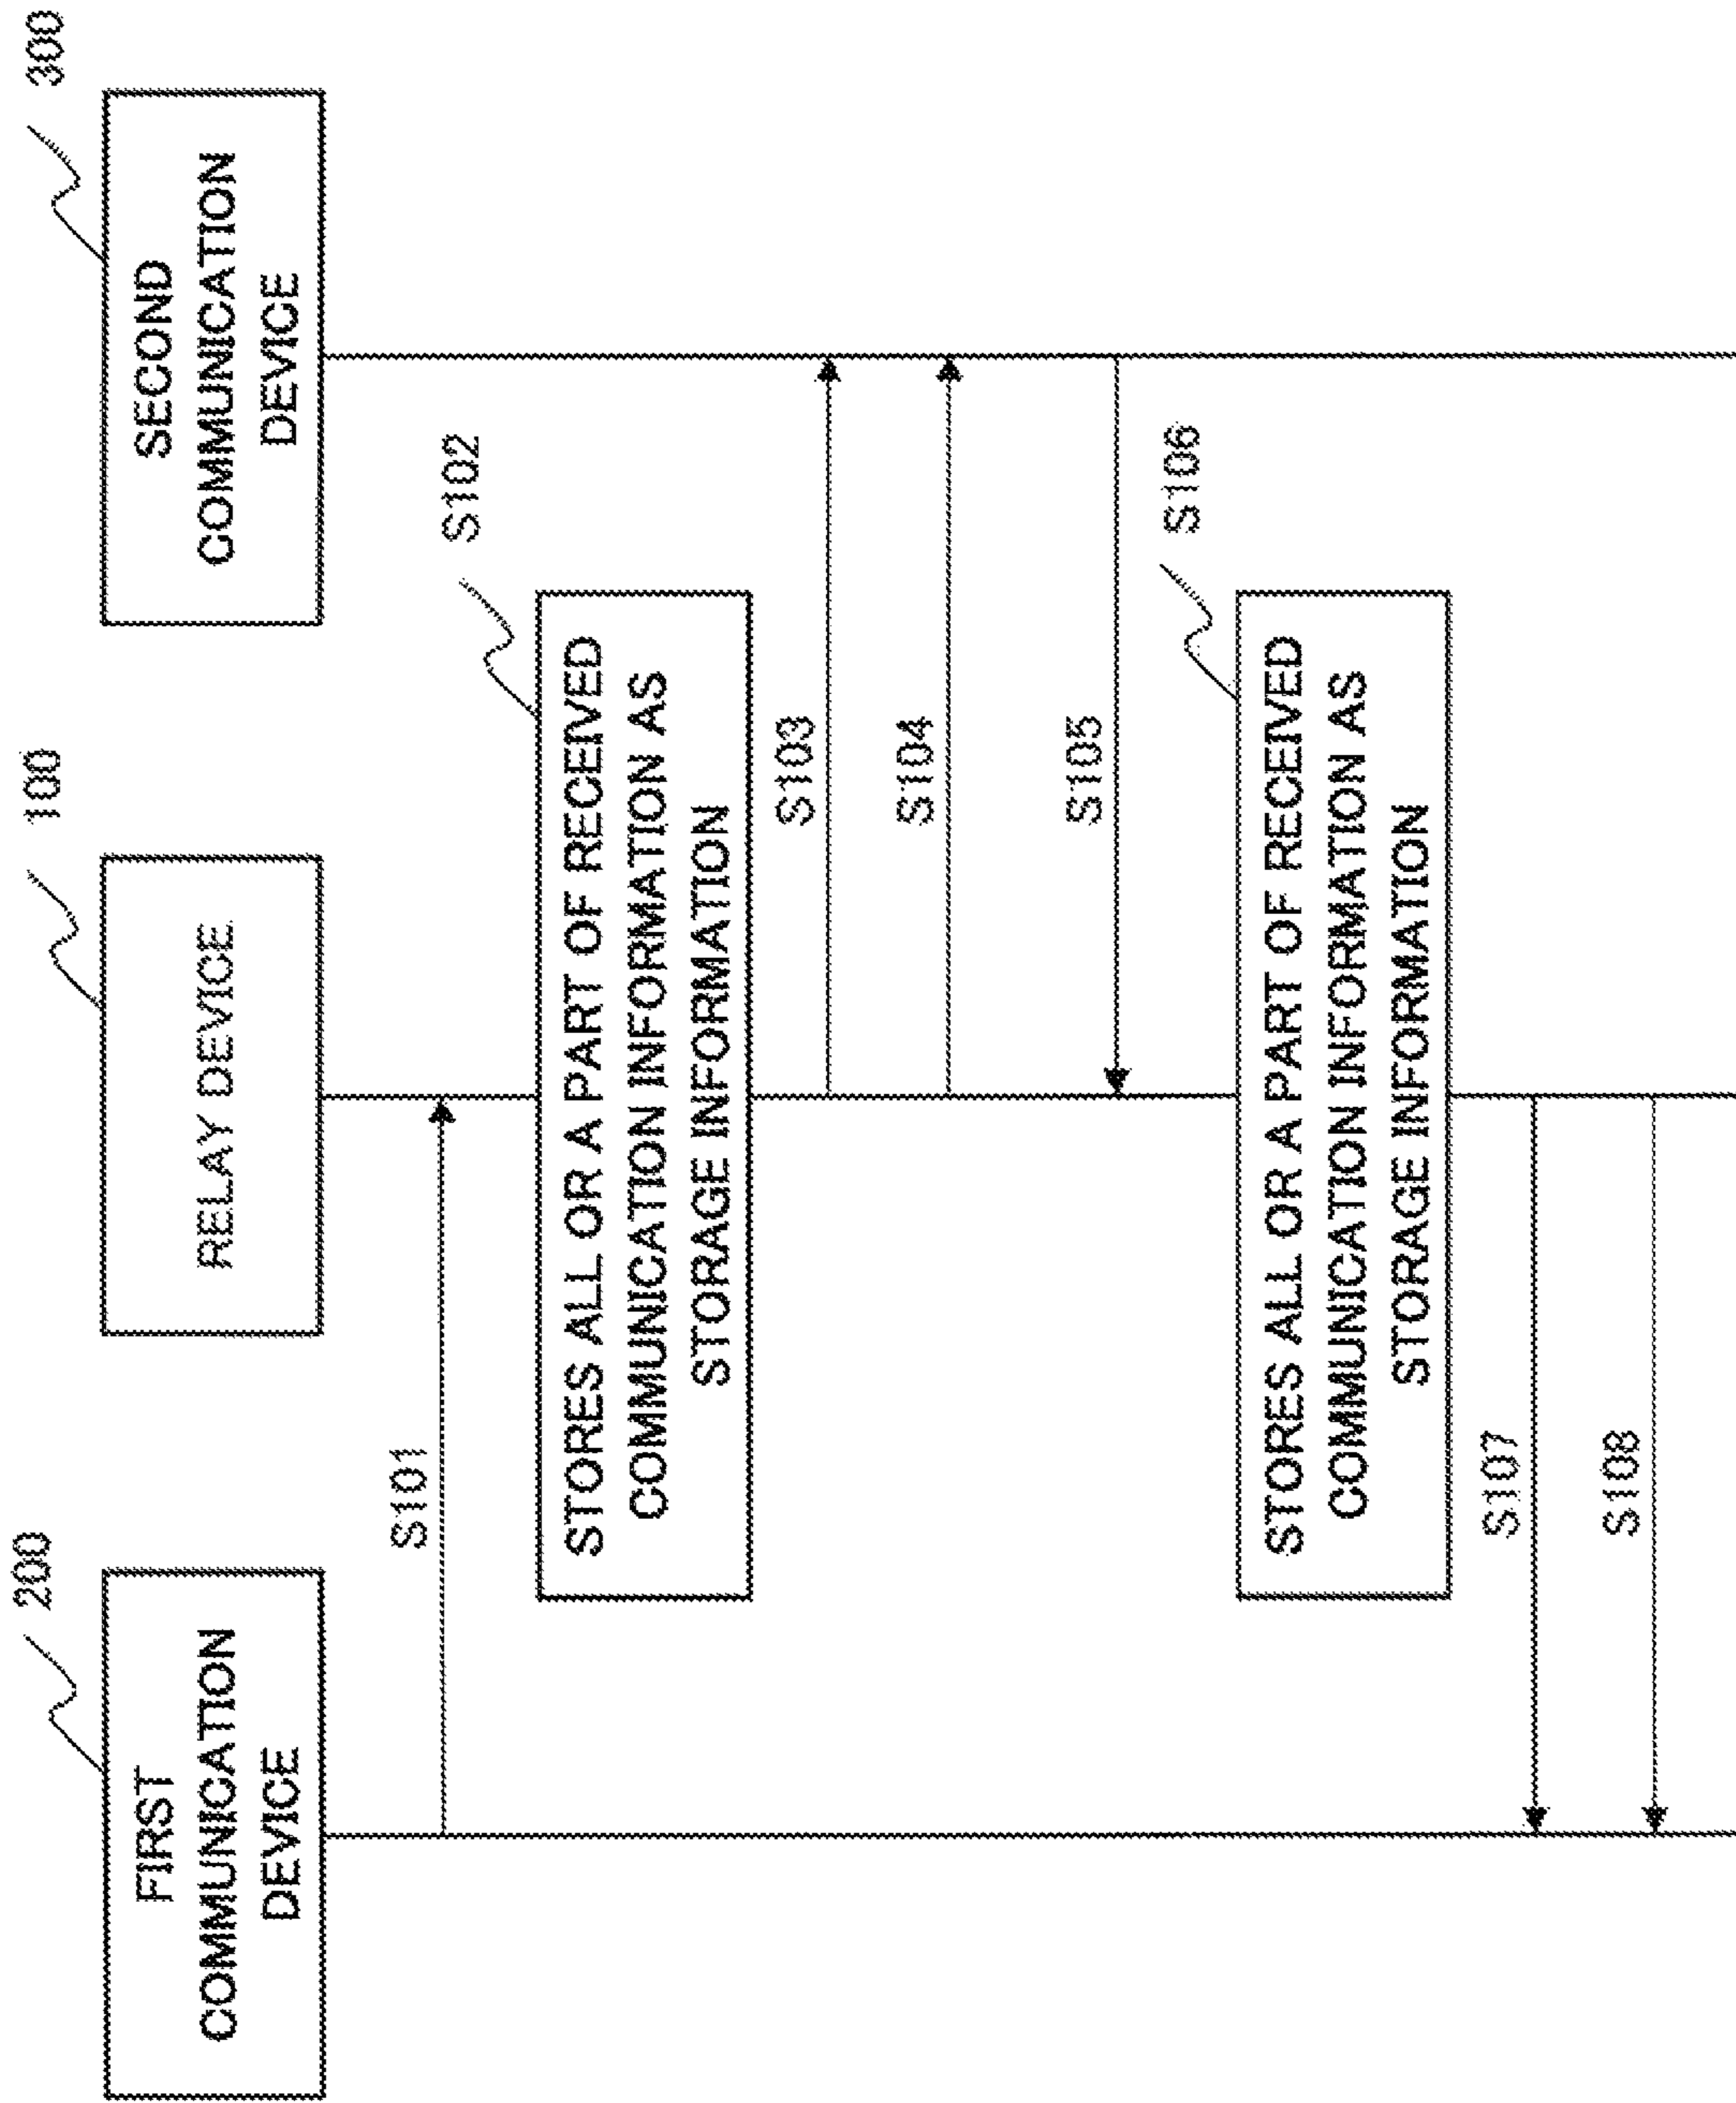 200
100
300
FIRST
COMMUNICATION
DEVICE
RELAY DEVICE
SECOND
COMMUNICATION
DEVICE
S101
S102
STORES ALL OR A PART OF RECEIVED
COMMUNICATION INFORMATION AS
STORAGE INFORMATION
S103
S104
S105
S106
STORES ALL OR A PART OF RECEIVED
COMMUNICATION INFORMATION AS
STORAGE INFORMATION
S107
S108